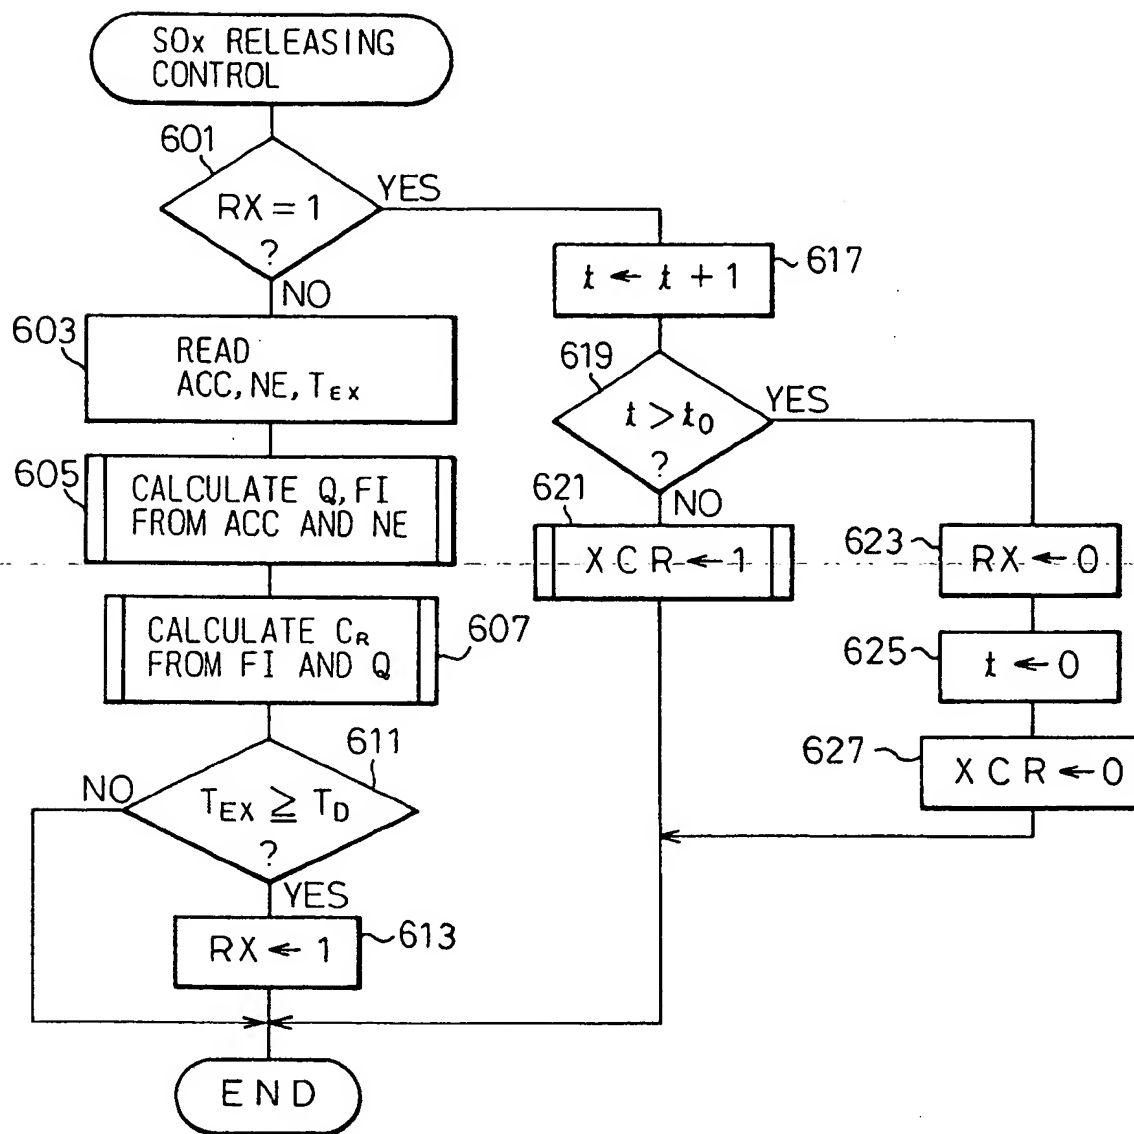 SOx RELEASING
CONTROL
601
RX = 1
?
YES
NO
603
READ
ACC, NE, TEX
605
CALCULATE Q, FI
FROM ACC AND NE
CALCULATE CR
FROM FI AND Q
607
611
TEX ≧ TD
?
NO
YES
RX ← 1
613
END
t ← t + 1
617
619
t > t0
?
YES
NO
621
XCR ← 1
623
RX ← 0
625
t ← 0
627
XCR ← 0